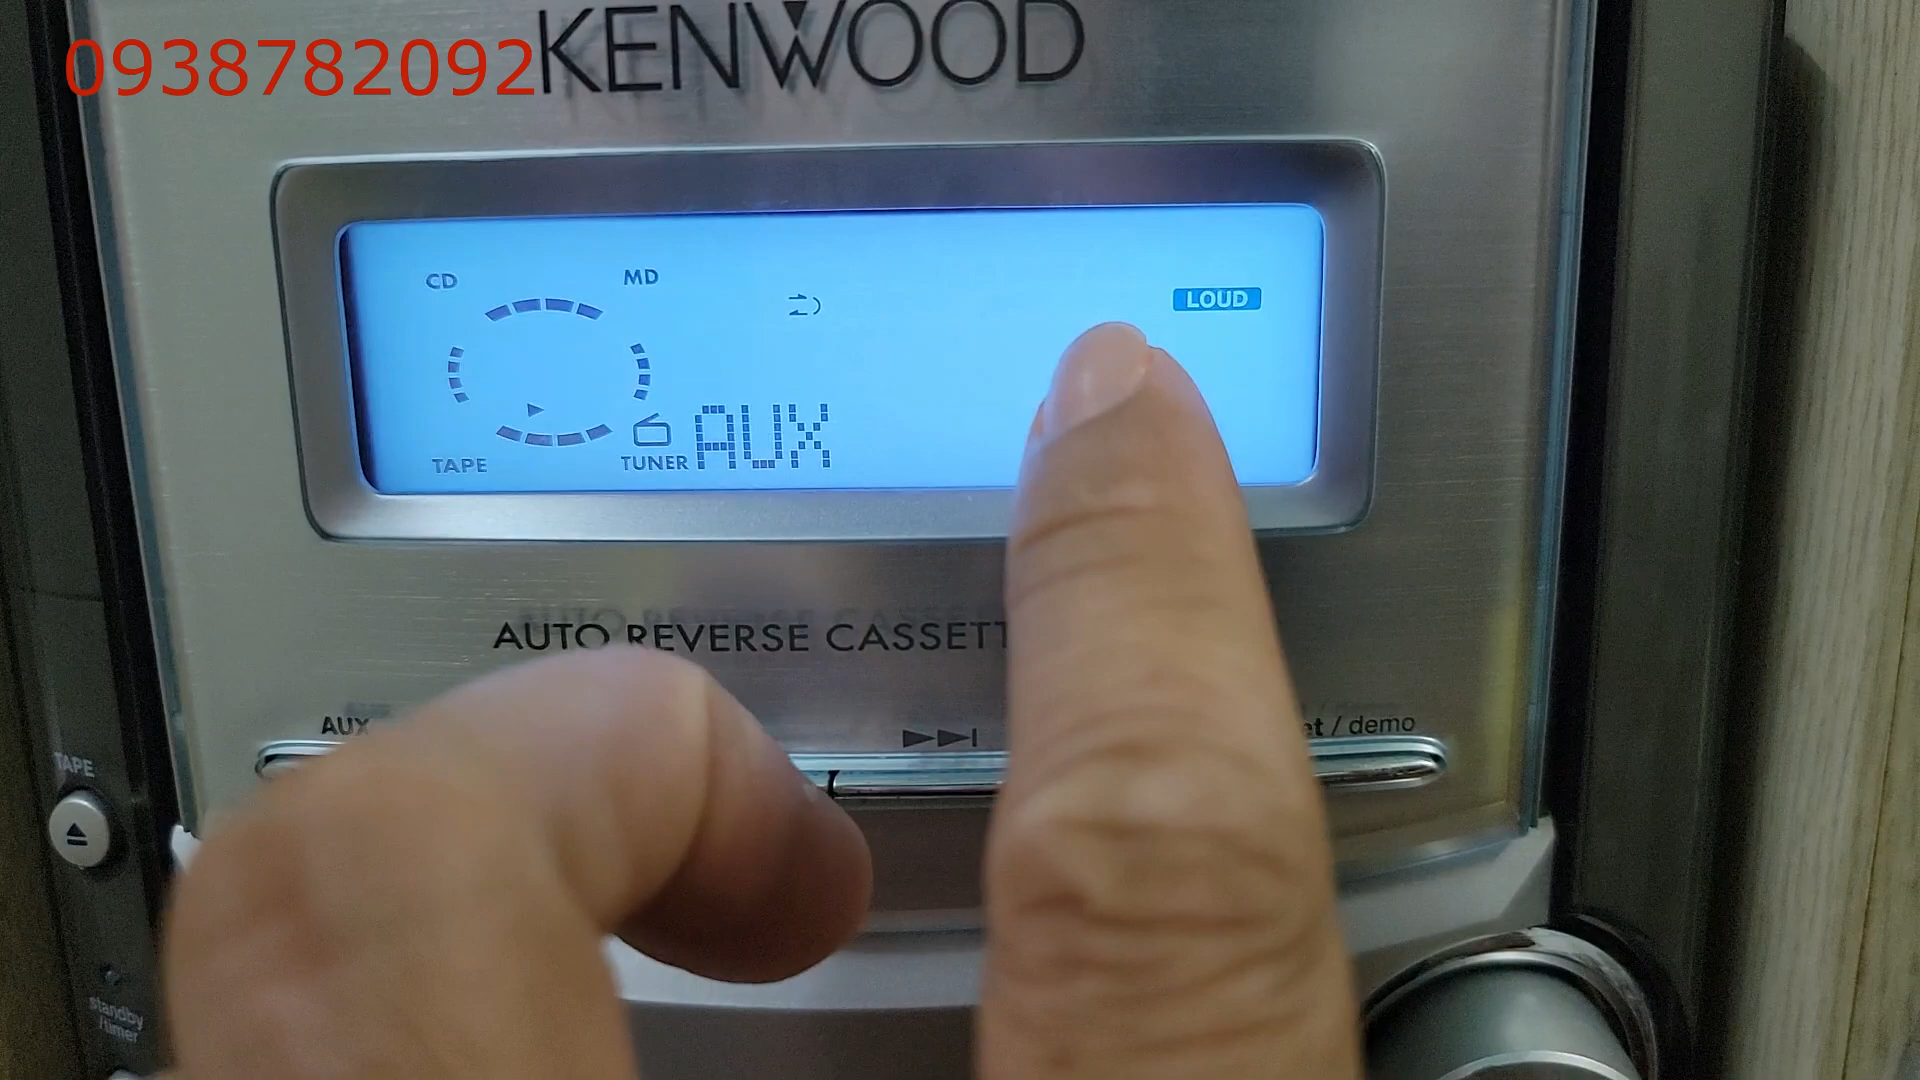 0938782092
KENWOOD
CD
MD
LOUD
AUX
TAPE
TUNER
AUTO REVERSE CASSETT
AUX
/ demo
TAPE
standby
/timer